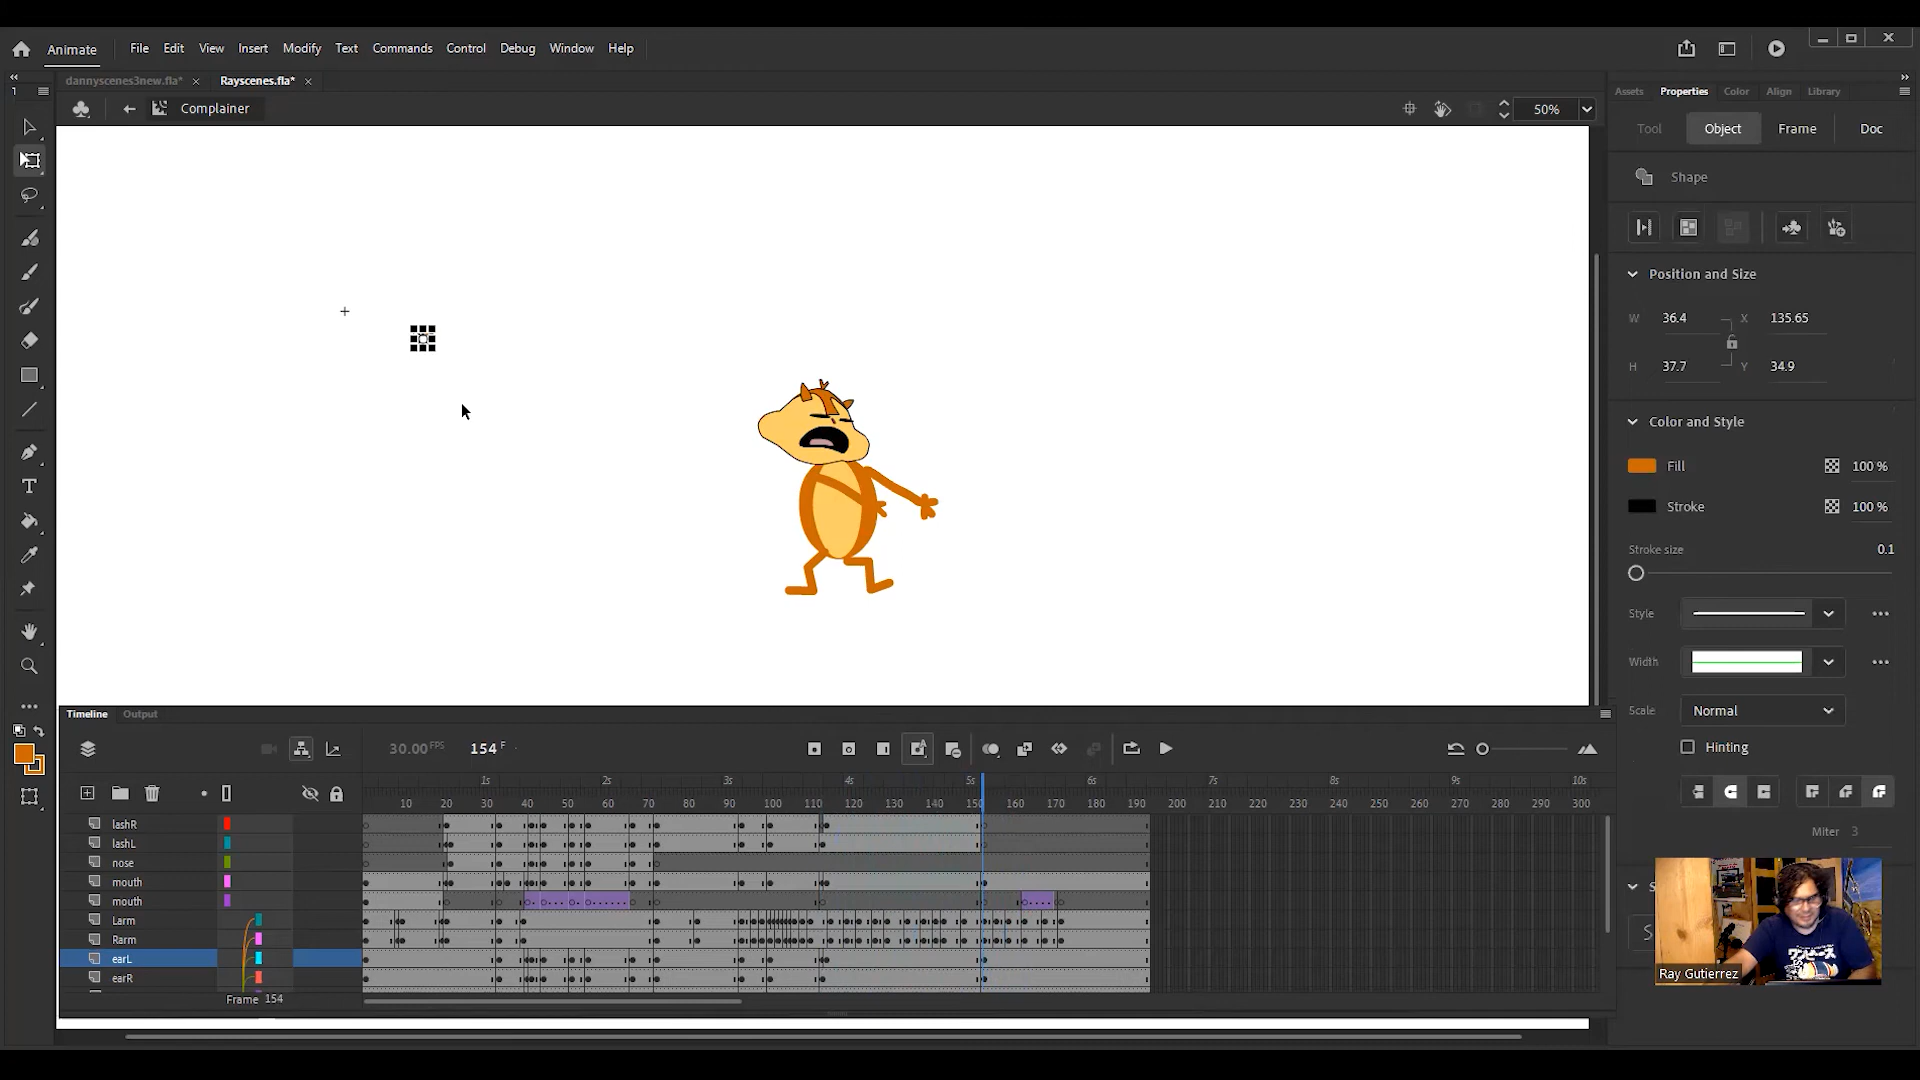 Animate File Edit View Insert Modify Text Commands Control Debug Window Help
dannyscenes3new.fla* × Rayscenes.fla* ×
1
Assets Properties Color Align Library
Complainer
50%
Tool Object Frame Doc
Shape
Position and Size
W 36.4 X 135.65
H 37.7 Y 34.9
Color and Style
Fill 100 %
Stroke 100 %
Stroke size 0.1
Style
Width
Scale Normal
Hinting
Miter 3
Timeline Output
30.00 FPS 154 F
1s 2s 3s 4s 5s 6s 7s 8s 9s 10s
10 20 30 40 50 60 70 80 90 100 110 120 130 140 150 160 170 180 190 200 210 220 230 240 250 260 270 280 290 300
lashR
lashL
nose
mouth
mouth
Larm
Rarm
earL
earR
Frame 154
Ray Gutierrez